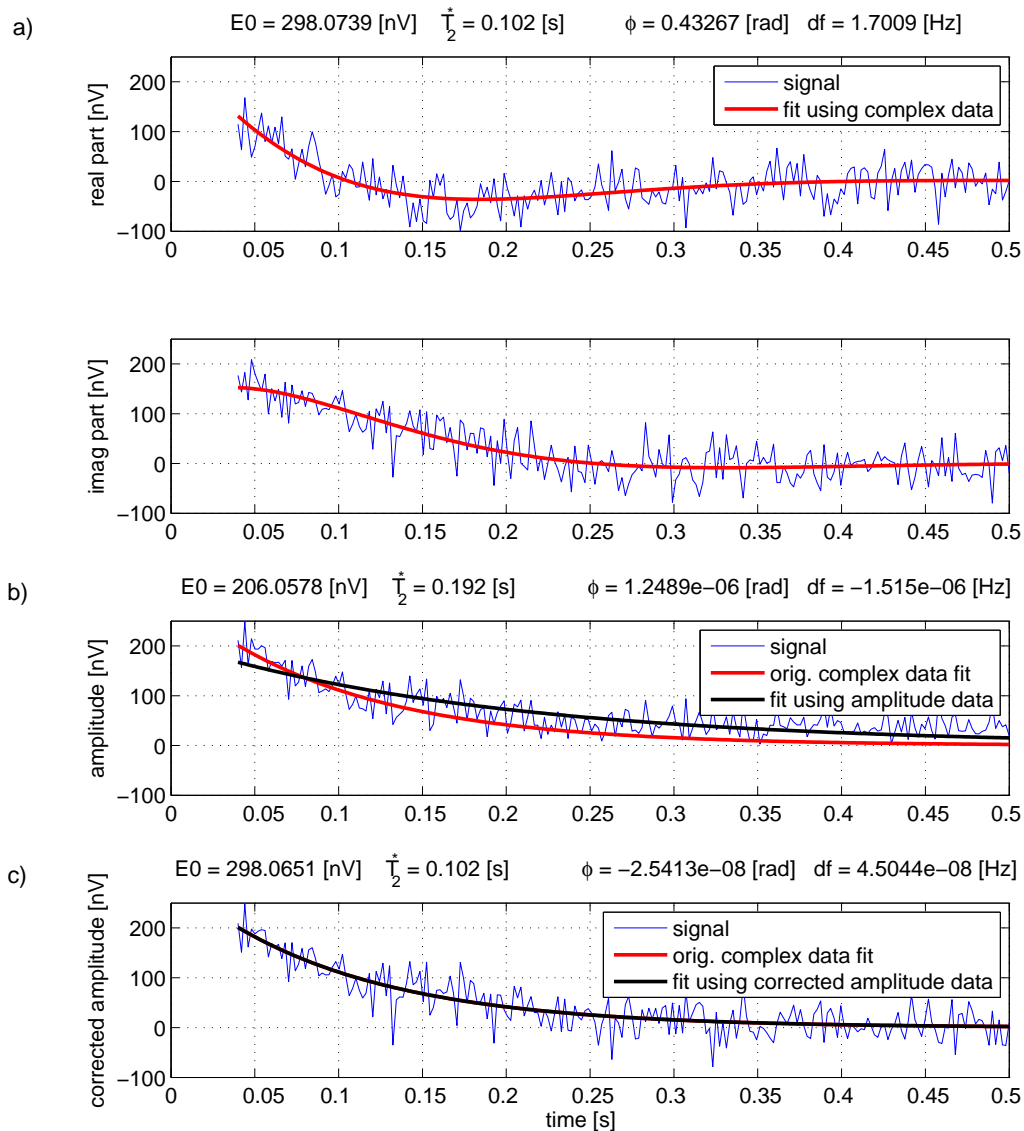 a)
E0 = 298.0739 [nV] T*2 = 0.102 [s] ϕ = 0.43267 [rad] df = 1.7009 [Hz]
real part [nV]
200
100
0
−100
signal
fit using complex data
0 0.05 0.1 0.15 0.2 0.25 0.3 0.35 0.4 0.45 0.5
imag part [nV]
200
100
0
−100
0 0.05 0.1 0.15 0.2 0.25 0.3 0.35 0.4 0.45 0.5
b)
E0 = 206.0578 [nV] T*2 = 0.192 [s] ϕ = 1.2489e−06 [rad] df = −1.515e−06 [Hz]
amplitude [nV]
200
100
0
−100
signal
orig. complex data fit
fit using amplitude data
0 0.05 0.1 0.15 0.2 0.25 0.3 0.35 0.4 0.45 0.5
c)
E0 = 298.0651 [nV] T*2 = 0.102 [s] ϕ = −2.5413e−08 [rad] df = 4.5044e−08 [Hz]
corrected amplitude [nV]
200
100
0
−100
signal
orig. complex data fit
fit using corrected amplitude data
0 0.05 0.1 0.15 0.2 0.25 0.3 0.35 0.4 0.45 0.5
time [s]